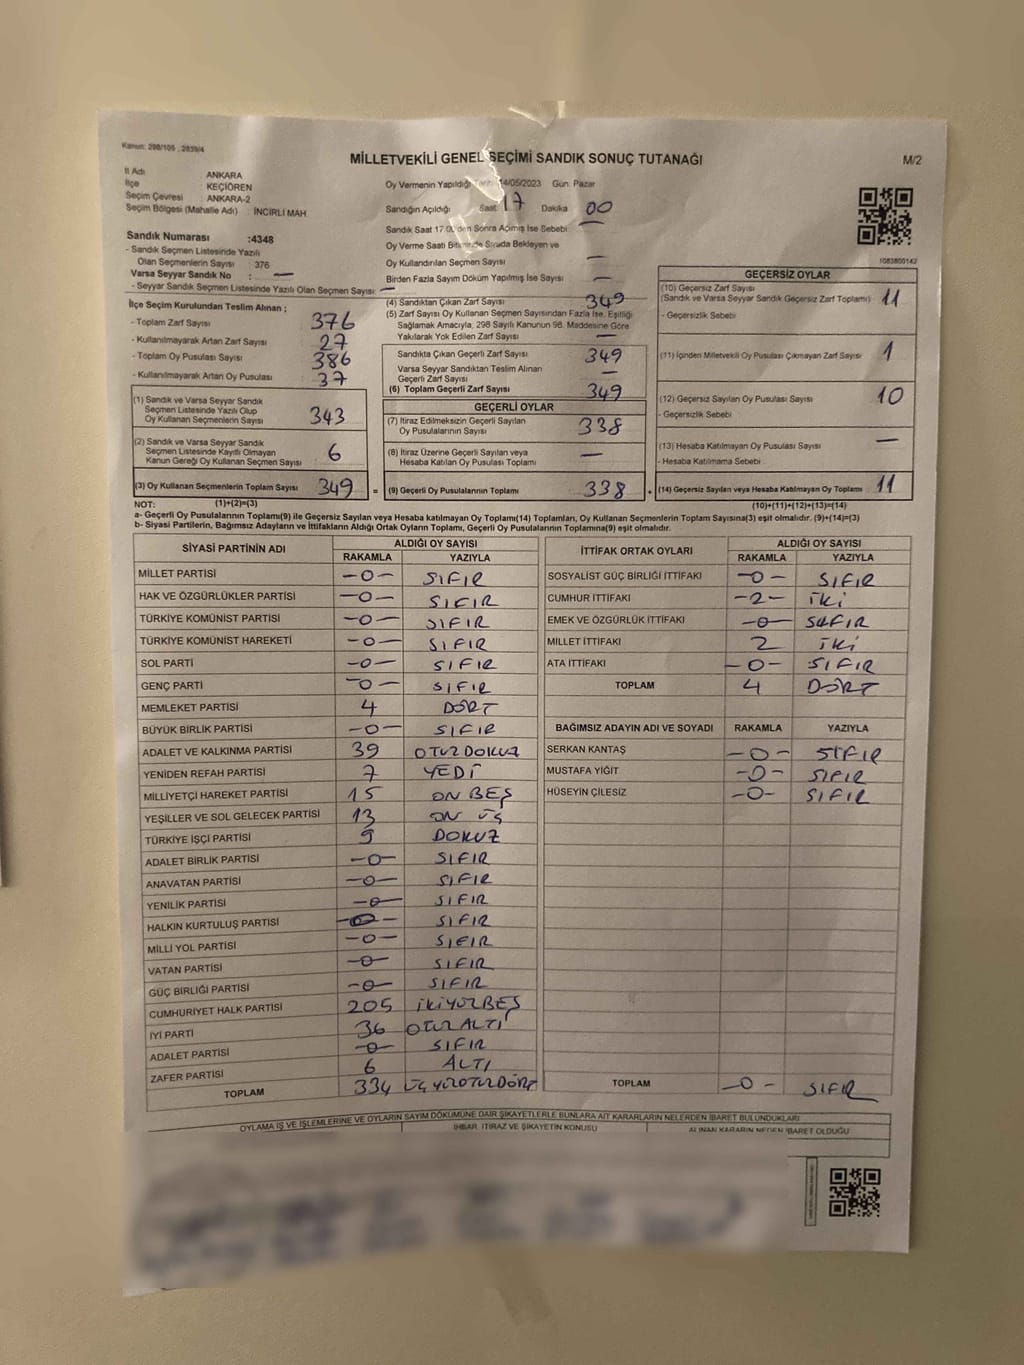 Kanun: 298/105 , 2839/4
MİLLETVEKİLİ GENEL SEÇİMİ SANDIK SONUÇ TUTANAĞI
M/2
İl Adı ANKARA
İlçe KEÇİÖREN
Seçim Çevresi ANKARA-2
Seçim Bölgesi (Mahalle Adı) : İNCİRLİ MAH.
Sandık Numarası :4348
- Sandık Seçmen Listesinde Yazılı
Olan Seçmenlerin Sayısı : 376
Varsa Seyyar Sandık No : —
- Seyyar Sandık Seçmen Listesinde Yazılı Olan Seçmen Sayısı: —
Oy Vermenin Yapıldığı 14/05/2023 Gün: Pazar
Sandığın Açıldığı Saat 17 Dakika 00
Sandık Saat 17.00'den Sonra Açılmış İse Sebebi —
Oy Verme Saati Bitiminde Sırada Bekleyen ve
Oy Kullandırılan Seçmen Sayısı —
Birden Fazla Sayım Döküm Yapılmış İse Sayısı —
1083800142
İlçe Seçim Kurulundan Teslim Alınan ;
- Toplam Zarf Sayısı 376
- Kullanılmayarak Artan Zarf Sayısı 27
- Toplam Oy Pusulası Sayısı 386
- Kullanılmayarak Artan Oy Pusulası 37
(1) Sandık ve Varsa Seyyar Sandık
Seçmen Listesinde Yazılı Olup
Oy Kullanan Seçmenlerin Sayısı 343
(2) Sandık ve Varsa Seyyar Sandık
Seçmen Listesinde Kayıtlı Olmayan
Kanun Gereği Oy Kullanan Seçmen Sayısı 6
(3) Oy Kullanan Seçmenlerin Toplam Sayısı 349 =
(4) Sandıktan Çıkan Zarf Sayısı 349
(5) Zarf Sayısı Oy Kullanan Seçmen Sayısından Fazla İse, Eşitliği
Sağlamak Amacıyla; 298 Sayılı Kanunun 98. Maddesine Göre
Yakılarak Yok Edilen Zarf Sayısı —
Sandıkta Çıkan Geçerli Zarf Sayısı 349
Varsa Seyyar Sandıktan Teslim Alınan
Geçerli Zarf Sayısı —
(6) Toplam Geçerli Zarf Sayısı 349
GEÇERLİ OYLAR
(7) İtiraz Edilmeksizin Geçerli Sayılan
Oy Pusulalarının Sayısı 338
(8) İtiraz Üzerine Geçerli Sayılan veya
Hesaba Katılan Oy Pusulası Toplamı —
(9) Geçerli Oy Pusulalarının Toplamı 338 +
GEÇERSİZ OYLAR
(10) Geçersiz Zarf Sayısı
(Sandık ve Varsa Seyyar Sandık Geçersiz Zarf Toplamı) 11
- Geçersizlik Sebebi
(11) İçinden Milletvekili Oy Pusulası Çıkmayan Zarf Sayısı 1
(12) Geçersiz Sayılan Oy Pusulası Sayısı 10
- Geçersizlik Sebebi
(13) Hesaba Katılmayan Oy Pusulası Sayısı —
- Hesaba Katılmama Sebebi
(14) Geçersiz Sayılan veya Hesaba Katılmayan Oy Toplamı 11
NOT: (1)+(2)=(3) (10)+(11)+(12)+(13)=(14)
a- Geçerli Oy Pusulalarının Toplamı(9) ile Geçersiz Sayılan veya Hesaba katılmayan Oy Toplamı(14) Toplamları, Oy Kullanan Seçmenlerin Toplam Sayısına(3) eşit olmalıdır. (9)+(14)=(3)
b- Siyasi Partilerin, Bağımsız Adayların ve İttifakların Aldığı Ortak Oyların Toplamı, Geçerli Oy Pusulalarının Toplamına(9) eşit olmalıdır.
SİYASİ PARTİNİN ADI ALDIĞI OY SAYISI
RAKAMLA YAZIYLA
MİLLET PARTİSİ -0- SIFIR
HAK VE ÖZGÜRLÜKLER PARTİSİ -0- SIFIR
TÜRKİYE KOMÜNİST PARTİSİ -0- SIFIR
TÜRKİYE KOMÜNİST HAREKETİ -0- SIFIR
SOL PARTİ -0- SIFIR
GENÇ PARTİ -0- SIFIR
MEMLEKET PARTİSİ 4 DÖRT
BÜYÜK BİRLİK PARTİSİ -0- SIFIR
ADALET VE KALKINMA PARTİSİ 39 OTUZ DOKUZ
YENİDEN REFAH PARTİSİ 7 YEDİ
MİLLİYETÇİ HAREKET PARTİSİ 15 ON BEŞ
YEŞİLLER VE SOL GELECEK PARTİSİ 13 ON ÜÇ
TÜRKİYE İŞÇİ PARTİSİ 9 DOKUZ
ADALET BİRLİK PARTİSİ -0- SIFIR
ANAVATAN PARTİSİ -0- SIFIR
YENİLİK PARTİSİ -0- SIFIR
HALKIN KURTULUŞ PARTİSİ -0- SIFIR
MİLLİ YOL PARTİSİ -0- SIFIR
VATAN PARTİSİ -0- SIFIR
GÜÇ BİRLİĞİ PARTİSİ -0- SIFIR
CUMHURİYET HALK PARTİSİ 205 İKİYÜZBEŞ
İYİ PARTİ 36 OTUZ ALTI
ADALET PARTİSİ -0- SIFIR
ZAFER PARTİSİ 6 ALTI
TOPLAM 334 ÜÇYÜZOTUZDÖRT
İTTİFAK ORTAK OYLARI ALDIĞI OY SAYISI
RAKAMLA YAZIYLA
SOSYALİST GÜÇ BİRLİĞİ İTTİFAKI -0- SIFIR
CUMHUR İTTİFAKI -2- İKİ
EMEK VE ÖZGÜRLÜK İTTİFAKI -0- SIFIR
MİLLET İTTİFAKI 2 İKİ
ATA İTTİFAKI -0- SIFIR
TOPLAM 4 DÖRT
BAĞIMSIZ ADAYIN ADI VE SOYADI RAKAMLA YAZIYLA
SERKAN KANTAŞ -0- SIFIR
MUSTAFA YİĞİT -0- SIFIR
HÜSEYİN ÇİLESİZ -0- SIFIR
TOPLAM -0- SIFIR
OYLAMA İŞ VE İŞLEMLERİNE VE OYLARIN SAYIM DÖKÜMÜNE DAİR ŞİKAYETLERLE BUNLARA AİT KARARLARIN NELERDEN İBARET BULUNDUKLARI
İHBAR, İTİRAZ VE ŞİKAYETİN KONUSU
ALINAN KARARIN NEDEN İBARET OLDUĞU